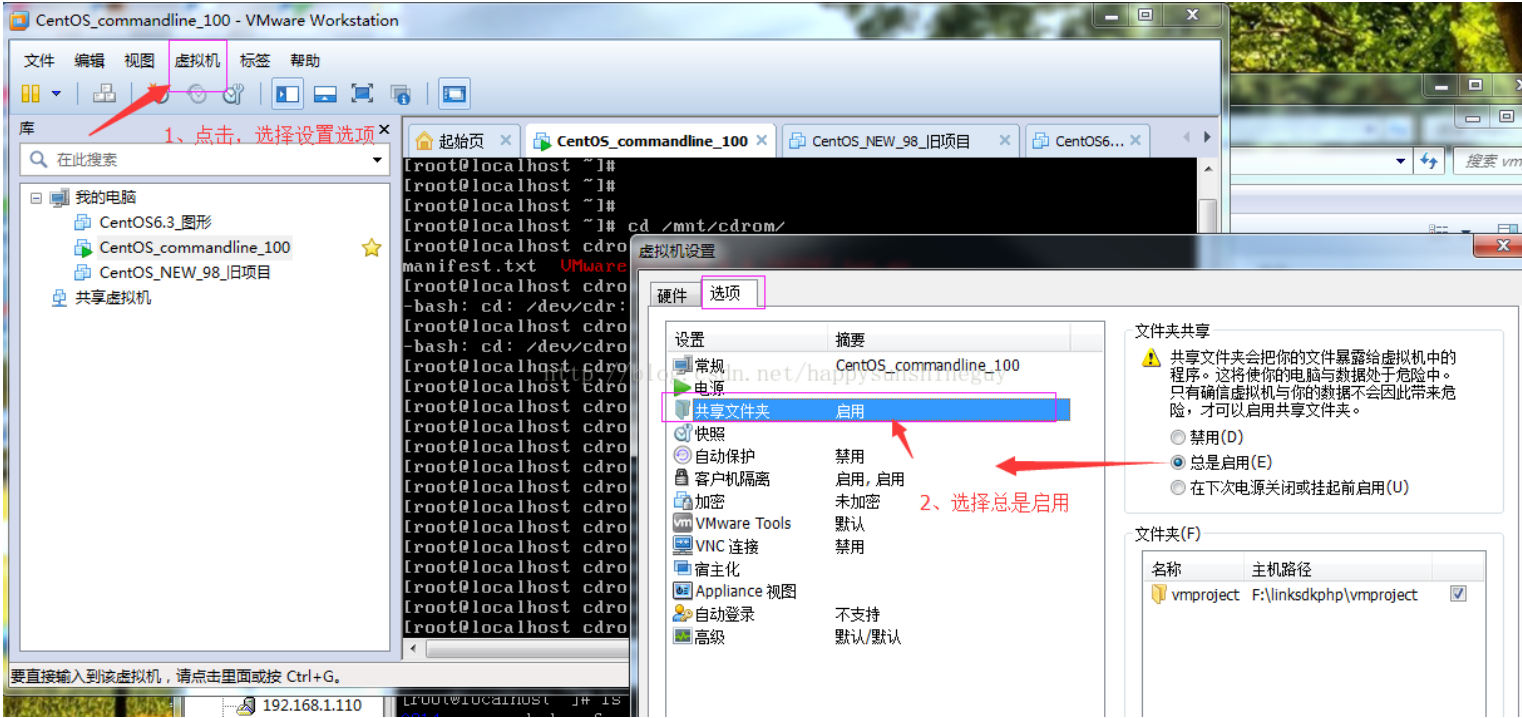 CentOS_commandline_100 - VMware Workstation
文件 编辑 视图 虚拟机 标签 帮助
1、点击，选择设置选项
库
在此搜索
我的电脑
CentOS6.3_图形
CentOS_commandline_100
CentOS_NEW_98_旧项目
共享虚拟机
起始页
CentOS_commandline_100
CentOS_NEW_98_旧项目
CentOS6...
搜索 vm
[root@localhost ~]#
[root@localhost ~]#
[root@localhost ~]#
[root@localhost ~]# cd /mnt/cdrom/
[root@localhost cdro
manifest.txt VMware
[root@localhost cdro
-bash: cd: /dev/cdr:
[root@localhost cdro
-bash: cd: /dev/cdro
[root@localhost cdro
[root@localhost cdro
[root@localhost cdro
[root@localhost cdro
[root@localhost cdro
[root@localhost cdro
[root@localhost cdro
[root@localhost cdro
[root@localhost cdro
[root@localhost cdro
[root@localhost cdro
[root@localhost cdro
[root@localhost cdro
[root@localhost cdro
要直接输入到该虚拟机，请点击里面或按 Ctrl+G。
192.168.1.110
虚拟机设置
硬件 选项
设置 摘要
常规 CentOS_commandline_100
http://blog.csdn.net/happysunshineguy
电源
共享文件夹 启用
快照
自动保护 禁用
客户机隔离 启用, 启用
加密 未加密
VMware Tools 默认
VNC 连接 禁用
宿主化
Appliance 视图
自动登录 不支持
高级 默认/默认
2、选择总是启用
文件夹共享
共享文件夹会把你的文件暴露给虚拟机中的
程序。这将使你的电脑与数据处于危险中。
只有确信虚拟机与你的数据不会因此带来危
险，才可以启用共享文件夹。
禁用(D)
总是启用(E)
在下次电源关闭或挂起前启用(U)
文件夹(F)
名称 主机路径
vmproject F:\linksdkphp\vmproject